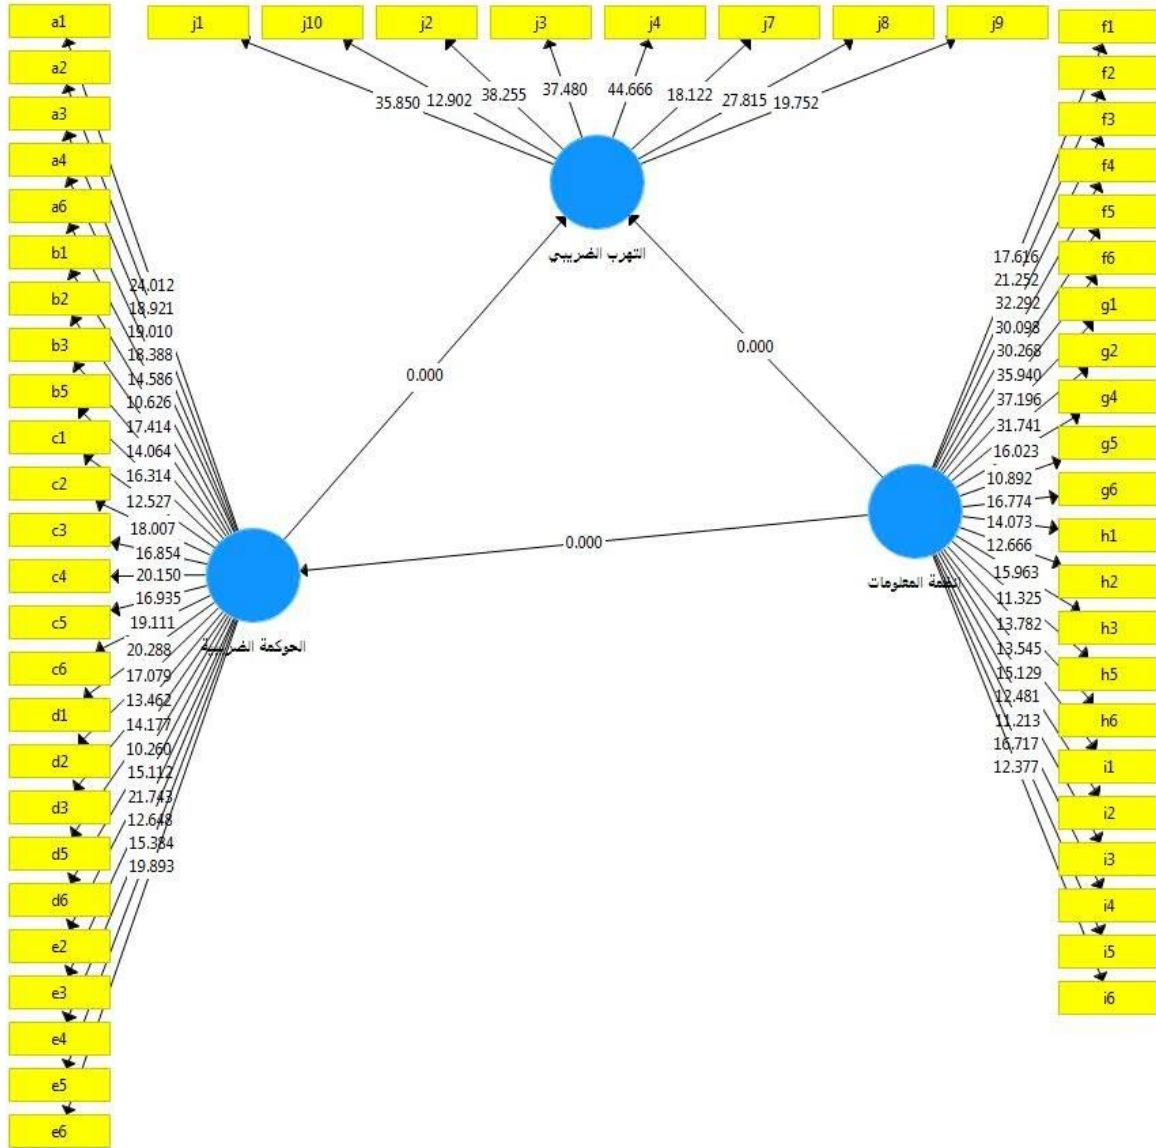 a1
a2
a3
a4
a6
b1
b2
b3
b5
c1
c2
c3
c4
c5
c6
d1
d2
d3
d5
d6
e2
e3
e4
e5
e6
j1 j10 j2 j3 j4 j7 j8 j9
35.850 12.902 38.255 37.480 44.666 18.122 27.815 19.752
التهرب الضريبي
0.000
0.000
0.000
24.012
18.921
19.010
18.388
14.586
10.626
17.414
14.064
16.314
12.527
18.007
16.854
20.150
16.935
19.111
20.288
17.079
13.462
14.177
10.260
15.112
21.743
12.648
15.384
19.893
الحوكمة الضريبية
انظمة المعلومات
17.616
21.252
32.292
30.098
30.268
35.940
37.196
31.741
16.023
10.892
16.774
14.073
12.666
15.963
11.325
13.782
13.545
15.129
12.481
11.213
16.717
12.377
f1
f2
f3
f4
f5
f6
g1
g2
g4
g5
g6
h1
h2
h3
h5
h6
i1
i2
i3
i4
i5
i6